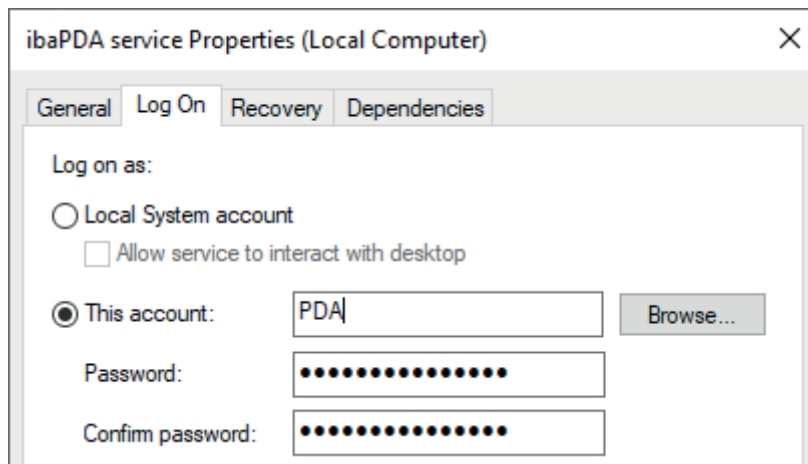 ibaPDA service Properties (Local Computer)
General Log On Recovery Dependencies
Log on as:
Local System account
Allow service to interact with desktop
This account: PDA Browse...
Password: •••••••••••••••
Confirm password: •••••••••••••••